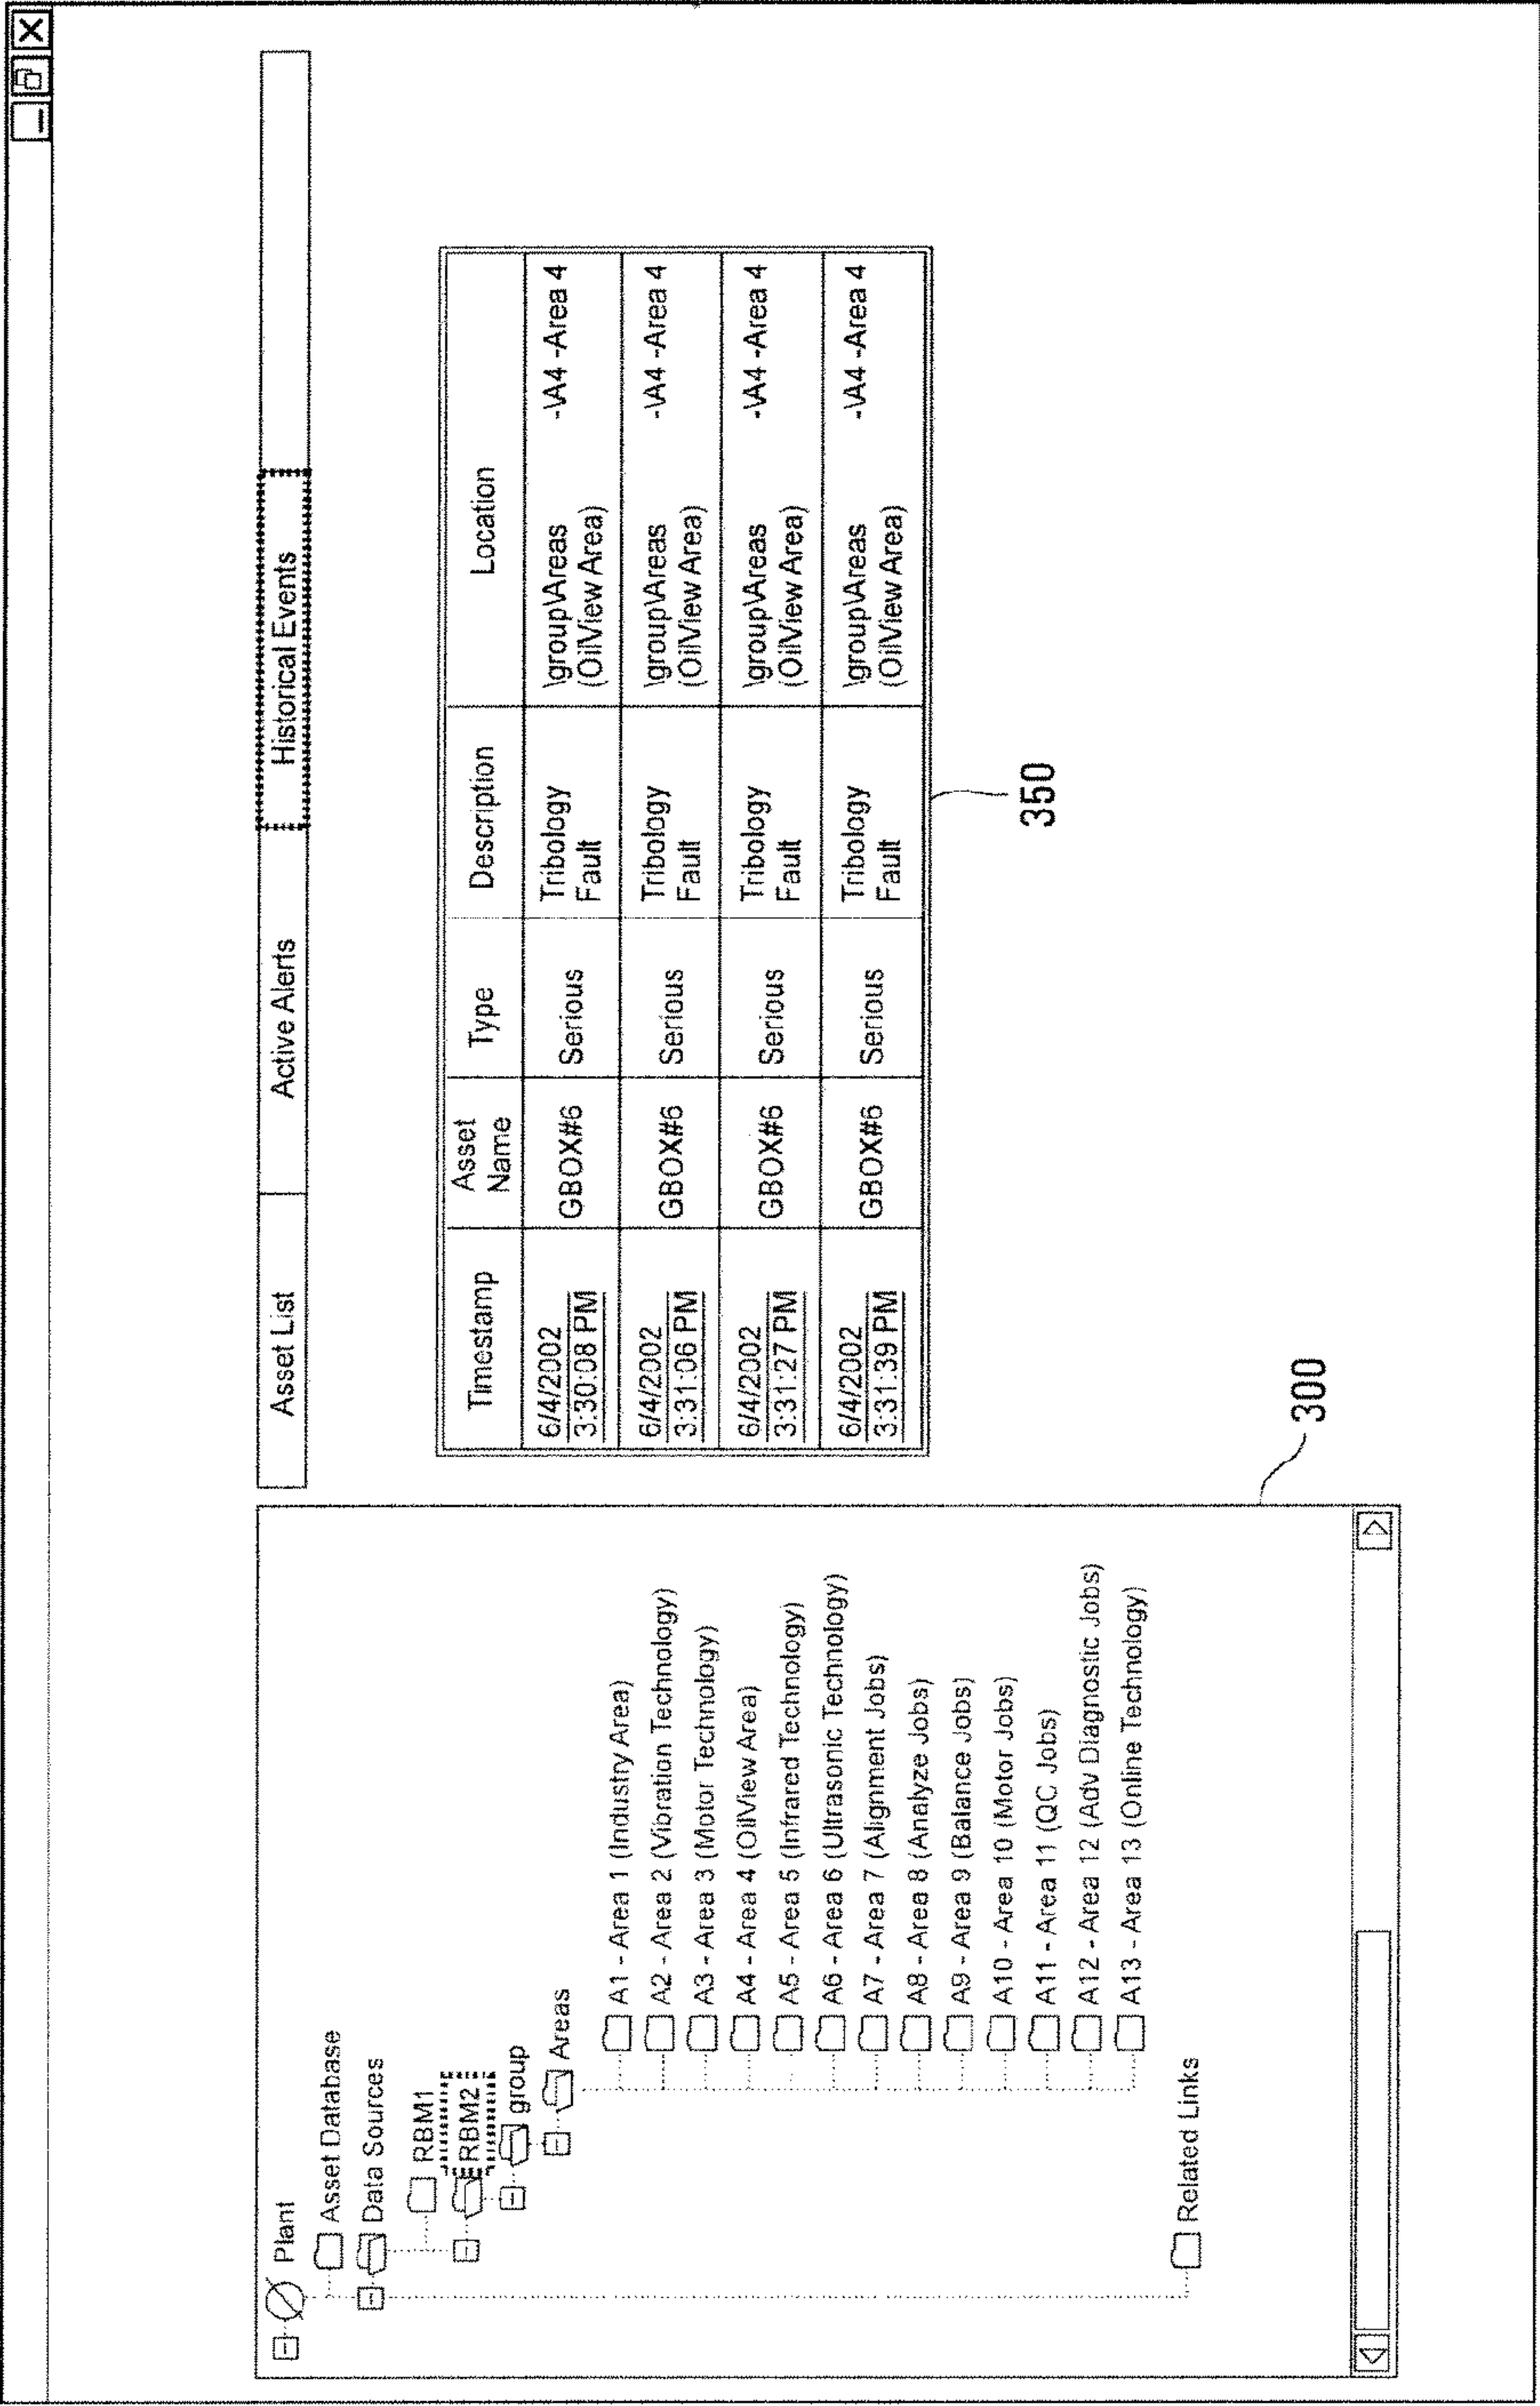 Plant
Asset Database
Data Sources
RBM1
RBM2
group
Areas
A1 - Area 1 (Industry Area)
A2 - Area 2 (Vibration Technology)
A3 - Area 3 (Motor Technology)
A4 - Area 4 (OilView Area)
A5 - Area 5 (Infrared Technology)
A6 - Area 6 (Ultrasonic Technology)
A7 - Area 7 (Alignment Jobs)
A8 - Area 8 (Analyze Jobs)
A9 - Area 9 (Balance Jobs)
A10 - Area 10 (Motor Jobs)
A11 - Area 11 (QC Jobs)
A12 - Area 12 (Adv Diagnostic Jobs)
A13 - Area 13 (Online Technology)
Related Links
300
Asset List Active Alerts Historical Events
Timestamp Asset Name Type Description Location
6/4/2002 GBOX#6 Serious Tribology \group\Areas -\A4 -Area 4
3:30:08 PM Fault (OilView Area)
6/4/2002 GBOX#6 Serious Tribology \group\Areas -\A4 -Area 4
3:31:06 PM Fault (OilView Area)
6/4/2002 GBOX#6 Serious Tribology \group\Areas -\A4 -Area 4
3:31:27 PM Fault (OilView Area)
6/4/2002 GBOX#6 Serious Tribology \group\Areas -\A4 -Area 4
3:31:39 PM Fault (OilView Area)
350